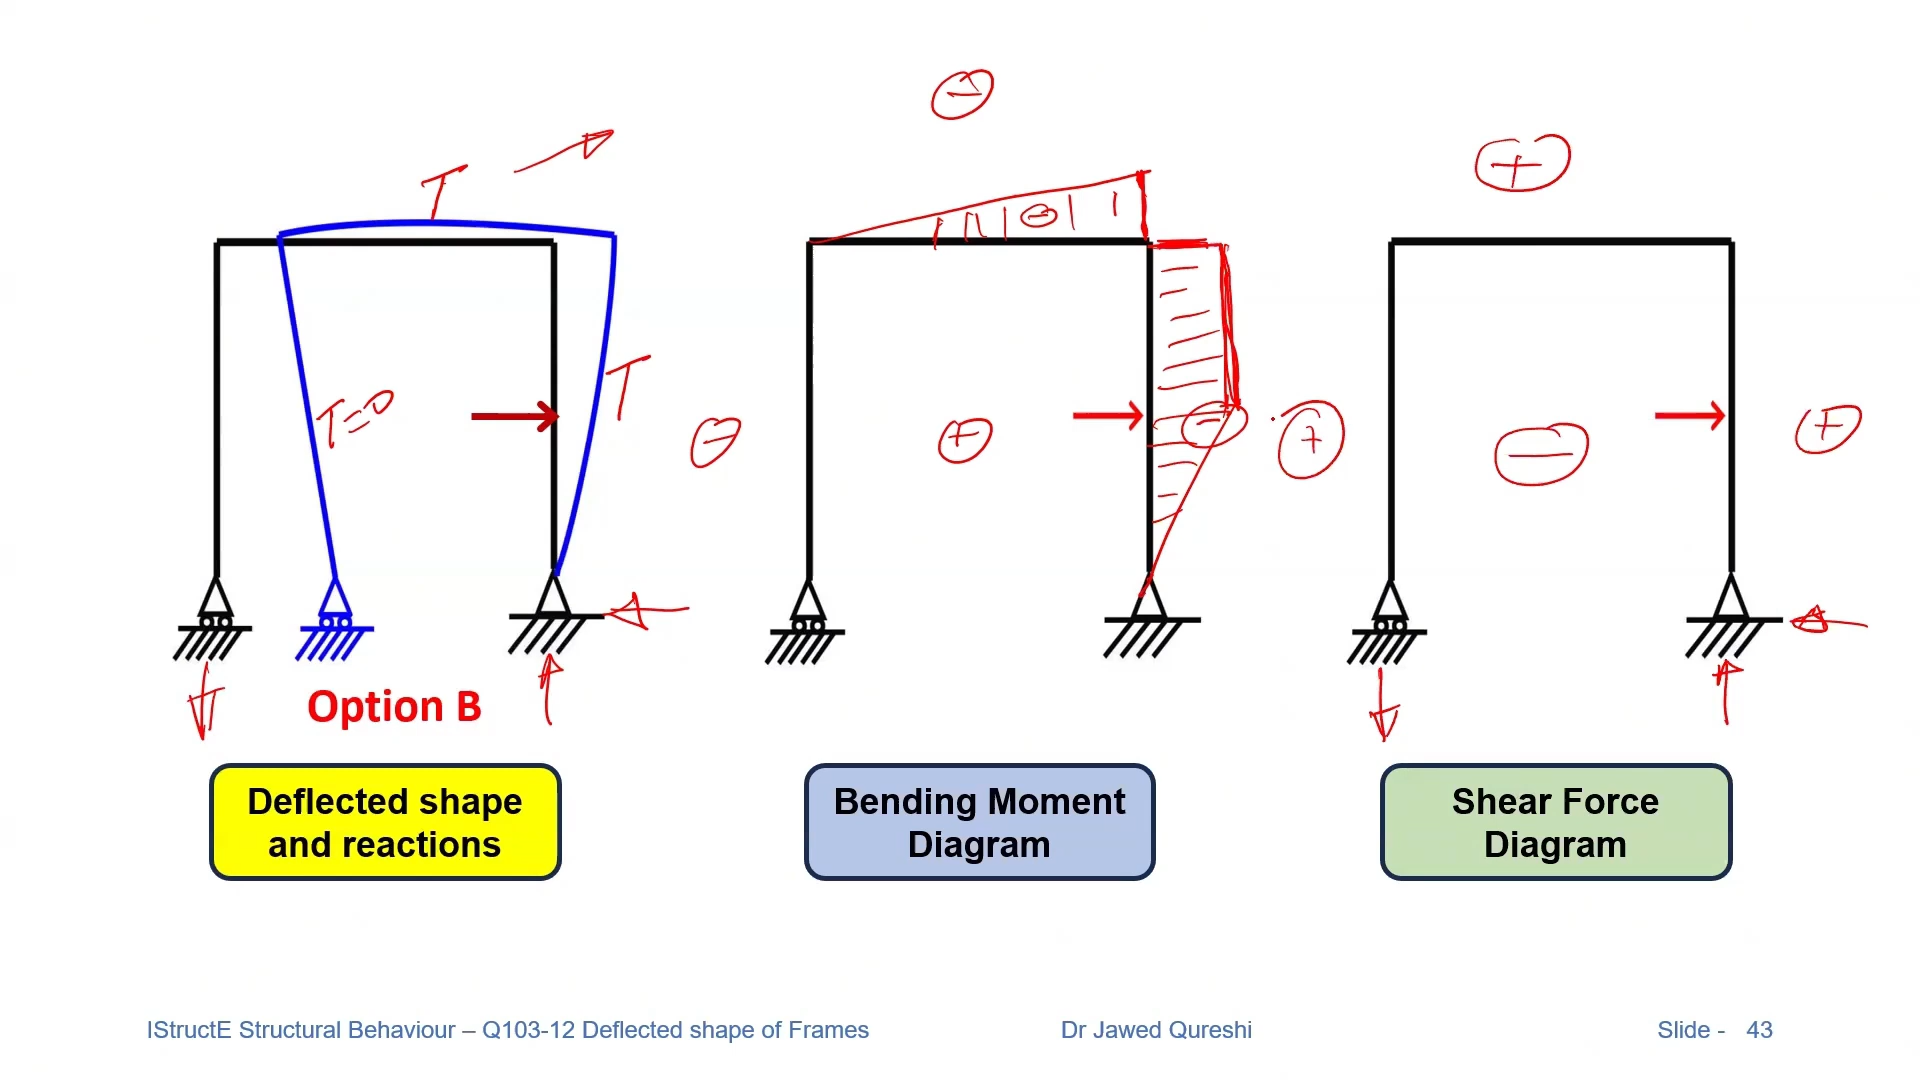 T
T=0
T
Option B
Deflected shape
and reactions
−
−
+
−
+
−
Bending Moment
Diagram
+
−
+
Shear Force
Diagram
IStructE Structural Behaviour – Q103-12 Deflected shape of Frames
Dr Jawed Qureshi
Slide - 43